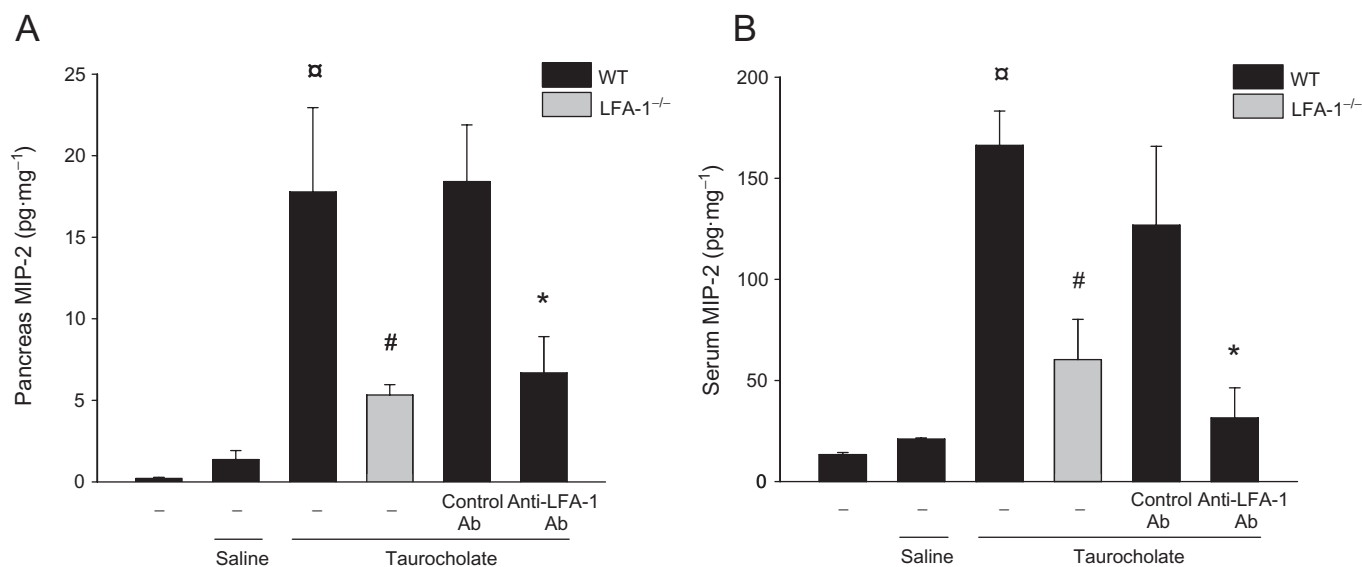 A
Pancreas MIP-2 (pg·mg⁻¹)
25
20
15
10
5
0
¤
#
*
WT
LFA-1⁻/⁻
– – – – Control Anti-LFA-1
Ab Ab
Saline Taurocholate
B
Serum MIP-2 (pg·mg⁻¹)
200
150
100
50
0
¤
#
*
WT
LFA-1⁻/⁻
– – – – Control Anti-LFA-1
Ab Ab
Saline Taurocholate